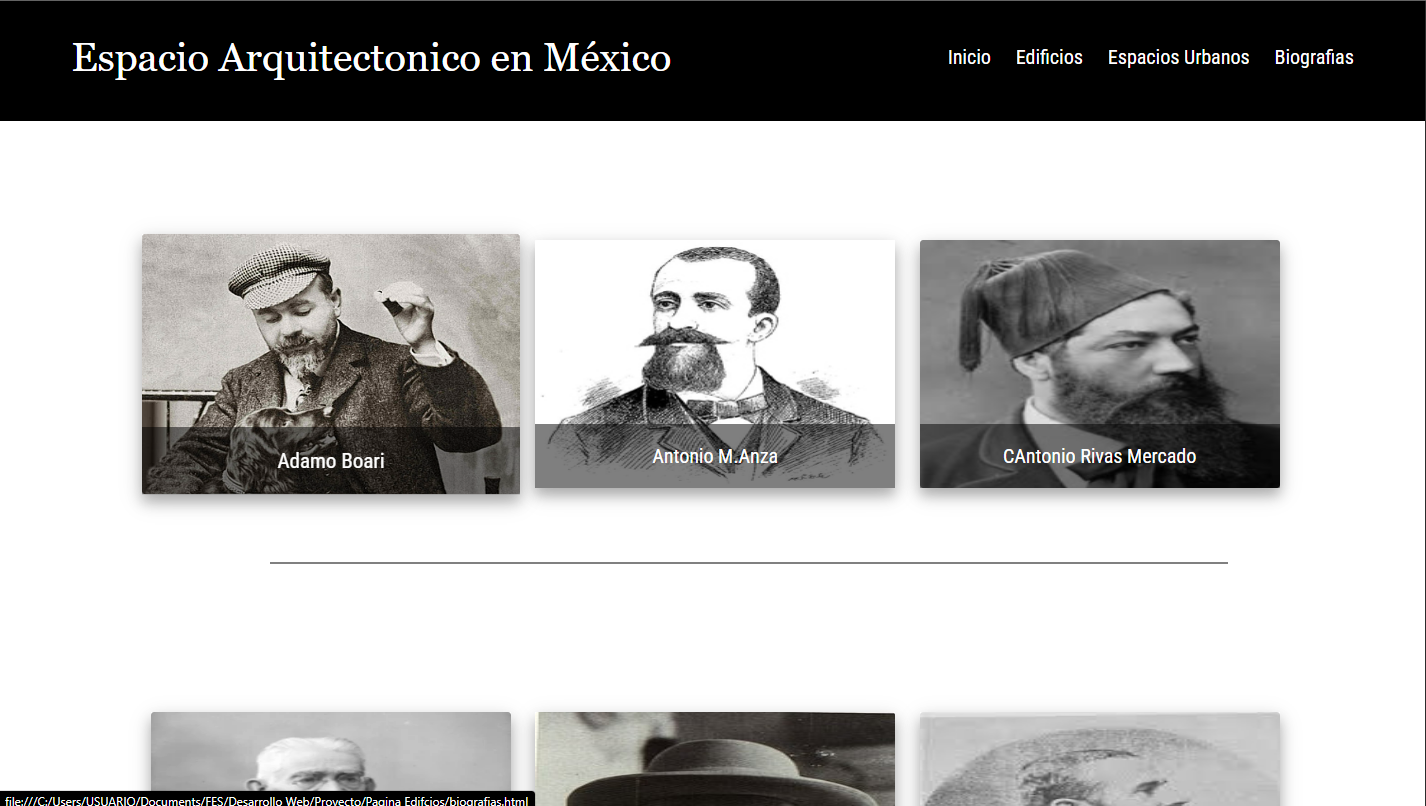 Espacio Arquitectonico en México
Inicio Edificios Espacios Urbanos Biografias
Adamo Boari
Antonio M.Anza
CAntonio Rivas Mercado
file:///C:/Users/USUARIO/Documents/FES/Desarrollo Web/Proyecto/Pagina Edifcios/biografias.html